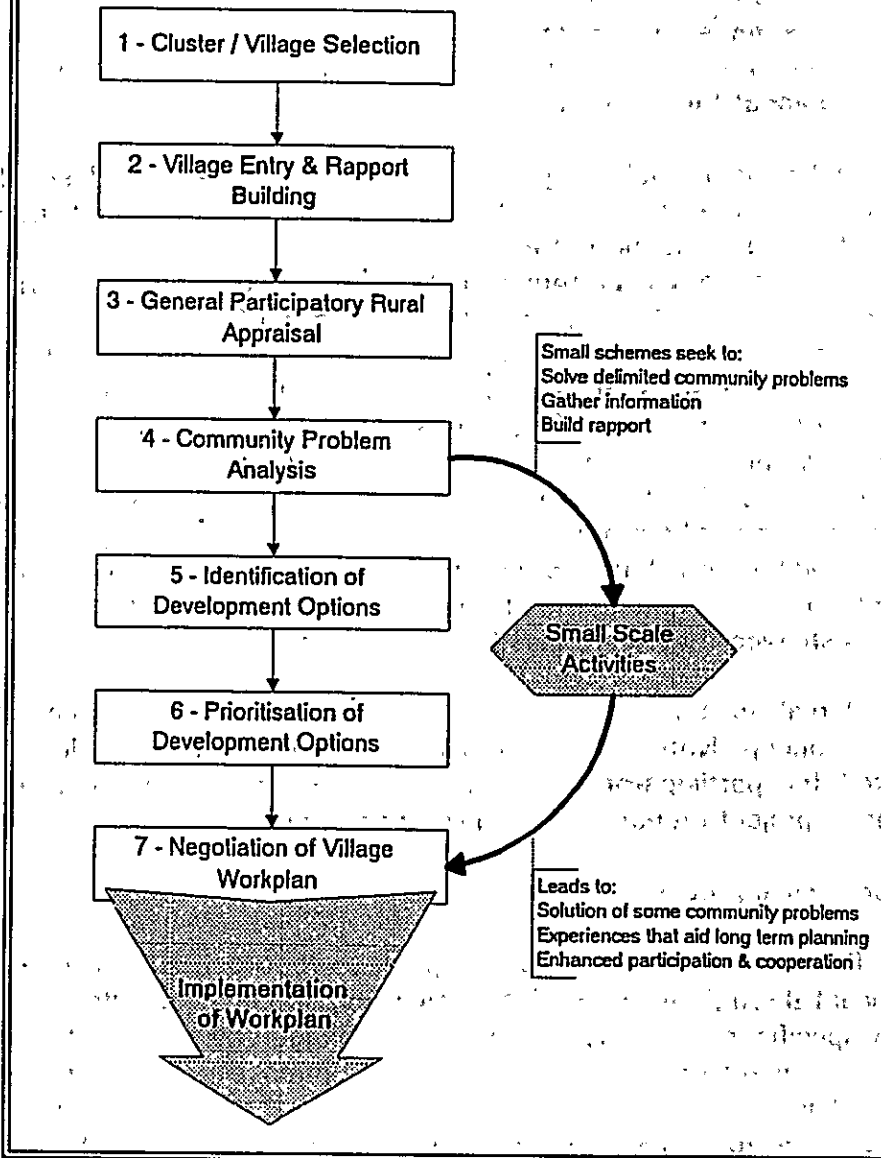 1 - Cluster / Village Selection
2 - Village Entry & Rapport
Building
3 - General Participatory Rural
Appraisal
4 - Community Problem
Analysis
Small schemes seek to:
Solve delimited community problems
Gather information
Build rapport
5 - Identification of
Development Options
Small Scale
Activities
6 - Prioritisation of
Development Options
7 - Negotiation of Village
Workplan
Leads to:
Solution of some community problems
Experiences that aid long term planning
Enhanced participation & cooperation
Implementation
of Workplan